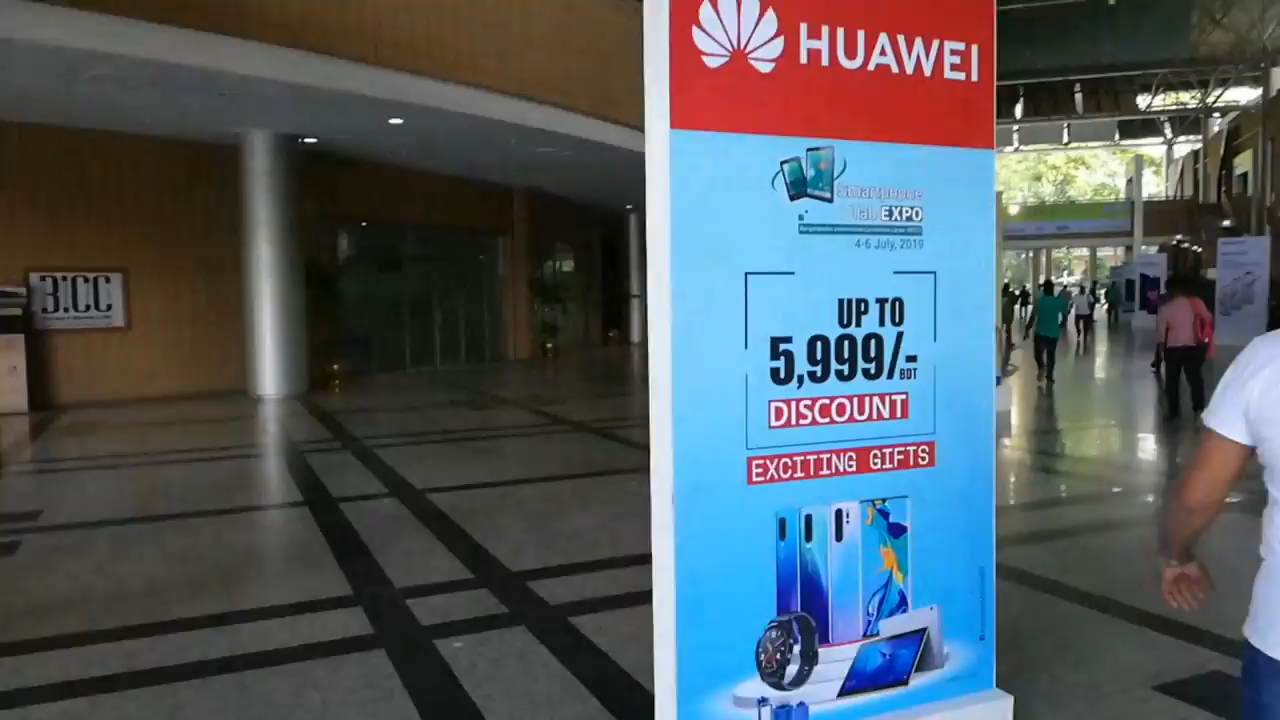 HUAWEI
Smartphone
Tab EXPO
4-6 July, 2019
UP TO
5,999/-
BDT
DISCOUNT
EXCITING GIFTS
BICC